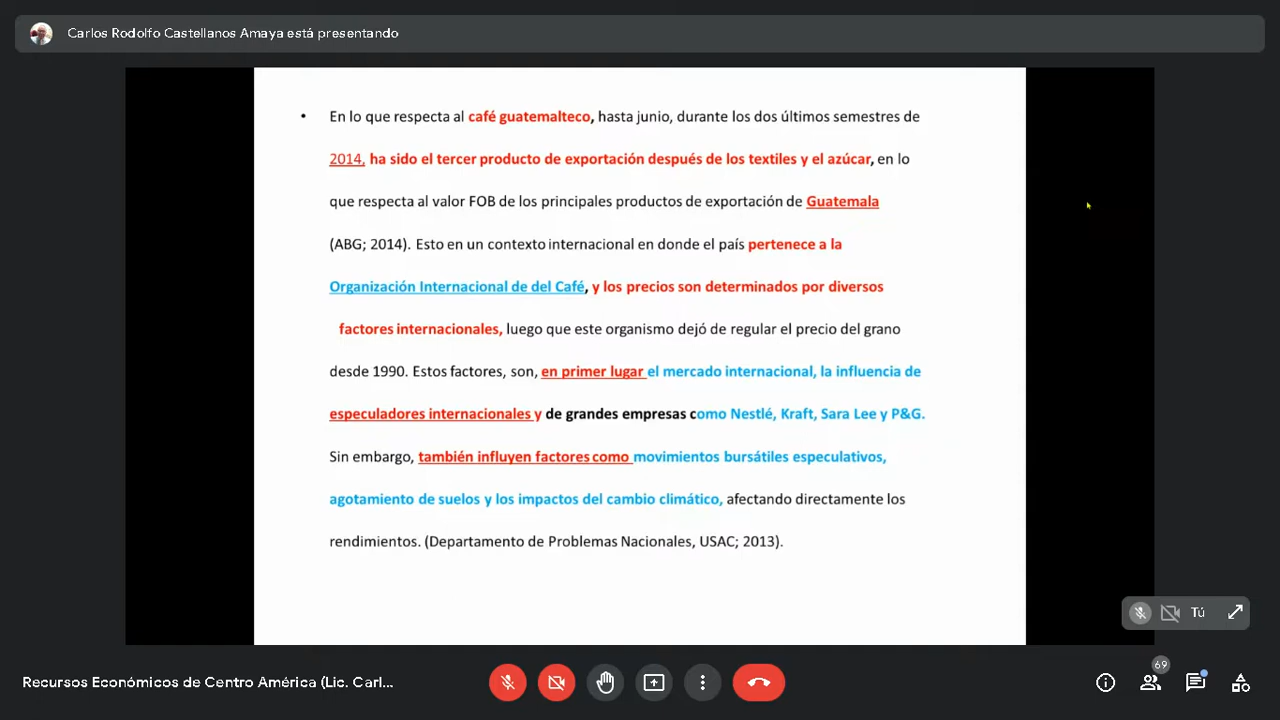 Carlos Rodolfo Castellanos Amaya está presentando
• En lo que respecta al café guatemalteco, hasta junio, durante los dos últimos semestres de
2014, ha sido el tercer producto de exportación después de los textiles y el azúcar, en lo
que respecta al valor FOB de los principales productos de exportación de Guatemala
(ABG; 2014). Esto en un contexto internacional en donde el país pertenece a la
Organización Internacional de del Café, y los precios son determinados por diversos
factores internacionales, luego que este organismo dejó de regular el precio del grano
desde 1990. Estos factores, son, en primer lugar el mercado internacional, la influencia de
especuladores internacionales y de grandes empresas como Nestlé, Kraft, Sara Lee y P&G.
Sin embargo, también influyen factores como movimientos bursátiles especulativos,
agotamiento de suelos y los impactos del cambio climático, afectando directamente los
rendimientos. (Departamento de Problemas Nacionales, USAC; 2013).
Tú
69
Recursos Económicos de Centro América (Lic. Carl...